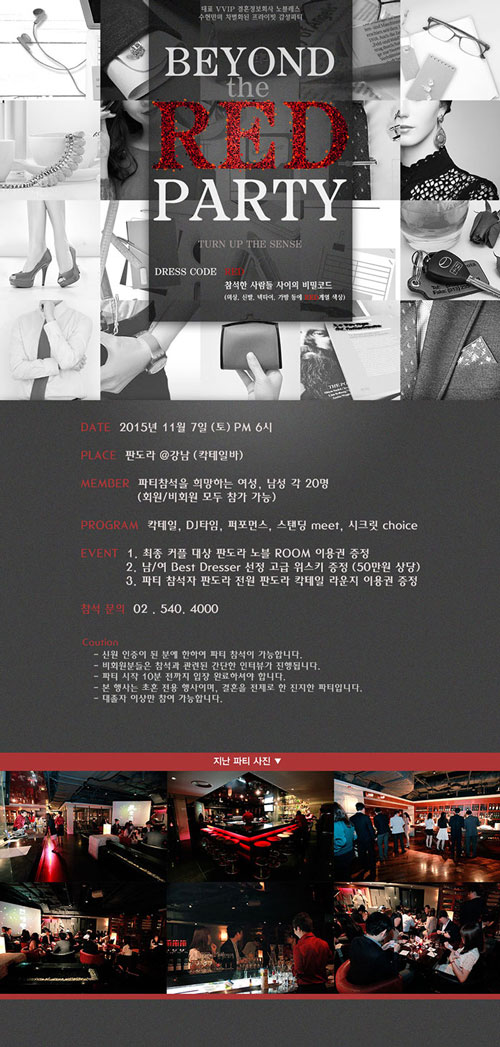 대표 VVIP 결혼정보회사 노블레스
수현만의 차별화된 프라이빗 감성파티
BEYOND
the
RED
PARTY
TURN UP THE SENSE
DRESS CODE RED
참석한 사람들 사이의 비밀코드
(의상, 신발, 넥타이, 가방 등에 RED계열 색상)
DATE 2015년 11월 7일 (토) PM 6시
PLACE 판도라 @강남 (칵테일바)
MEMBER 파티참석을 희망하는 여성, 남성 각 20명
(회원/비회원 모두 참가 가능)
PROGRAM 칵테일, DJ타임, 퍼포먼스, 스탠딩 meet, 시크릿 choice
EVENT 1. 최종 커플 대상 판도라 노블 ROOM 이용권 증정
2. 남/여 Best Dresser 선정 고급 위스키 증정 (50만원 상당)
3. 파티 참석자 판도라 전원 판도라 칵테일 라운지 이용권 증정
참석 문의 02 . 540. 4000
Caution
- 신원 인증이 된 분에 한하여 파티 참석이 가능합니다.
- 비회원분들은 참석과 관련된 간단한 인터뷰가 진행됩니다.
- 파티 시작 10분 전까지 입장 완료하셔야 합니다.
- 본 행사는 초혼 전용 행사이며, 결혼을 전제로 한 진지한 파티입니다.
- 대졸자 이상만 참여 가능합니다.
지난 파티 사진 ▼